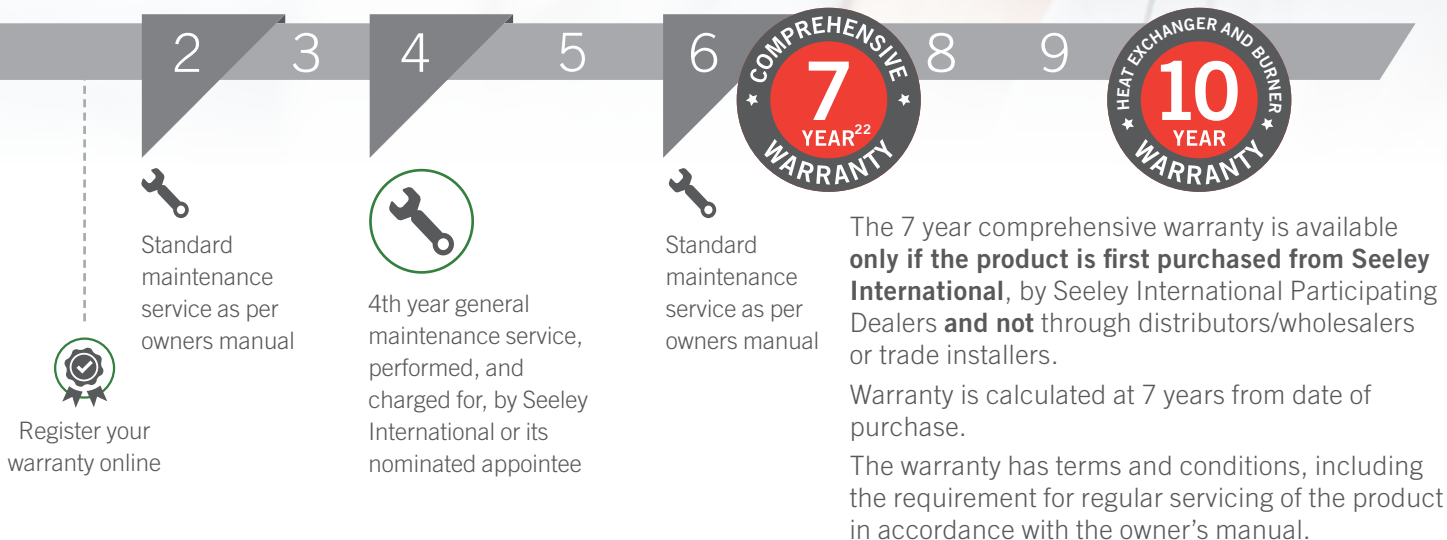 2
3
4
5
6
COMPREHENSIVE
7
YEAR22
WARRANTY
8
9
HEAT EXCHANGER AND BURNER
10
YEAR
WARRANTY
Register your
warranty online
Standard
maintenance
service as per
owners manual
4th year general
maintenance service,
performed, and
charged for, by Seeley
International or its
nominated appointee
Standard
maintenance
service as per
owners manual
The 7 year comprehensive warranty is available
only if the product is first purchased from Seeley
International, by Seeley International Participating
Dealers and not through distributors/wholesalers
or trade installers.
Warranty is calculated at 7 years from date of
purchase.
The warranty has terms and conditions, including
the requirement for regular servicing of the product
in accordance with the owner’s manual.